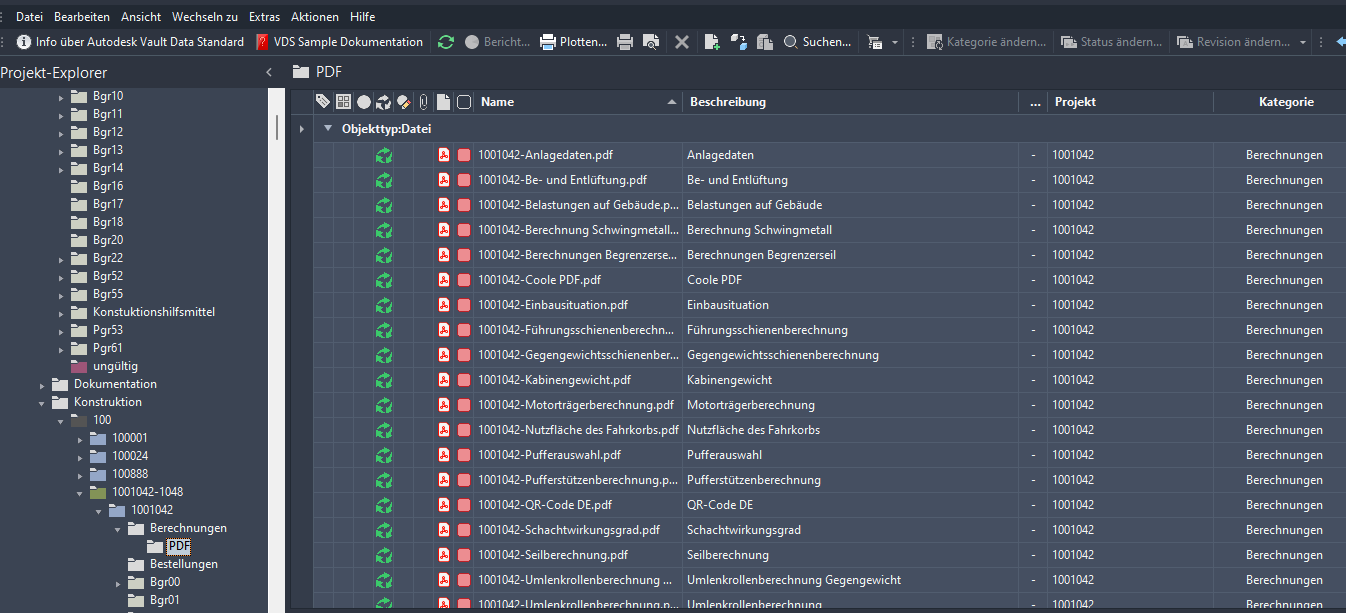 Datei Bearbeiten Ansicht Wechseln zu Extras Aktionen Hilfe
Info über Autodesk Vault Data Standard VDS Sample Dokumentation Bericht... Plotten... Suchen... Kategorie ändern... Status ändern... Revision ändern...
Projekt-Explorer
Bgr10
Bgr11
Bgr12
Bgr13
Bgr14
Bgr16
Bgr17
Bgr18
Bgr20
Bgr22
Bgr52
Bgr55
Konstuktionshilfsmittel
Pgr53
Pgr61
ungültig
Dokumentation
Konstruktion
100
100001
100024
100888
1001042-1048
1001042
Berechnungen
PDF
Bestellungen
Bgr00
Bgr01
PDF
Name Beschreibung ... Projekt Kategorie
Objekttyp:Datei
1001042-Anlagedaten.pdf Anlagedaten - 1001042 Berechnungen
1001042-Be- und Entlüftung.pdf Be- und Entlüftung - 1001042 Berechnungen
1001042-Belastungen auf Gebäude.p... Belastungen auf Gebäude - 1001042 Berechnungen
1001042-Berechnung Schwingmetall... Berechnung Schwingmetall - 1001042 Berechnungen
1001042-Berechnungen Begrenzerse... Berechnungen Begrenzerseil - 1001042 Berechnungen
1001042-Coole PDF.pdf Coole PDF - 1001042 Berechnungen
1001042-Einbausituation.pdf Einbausituation - 1001042 Berechnungen
1001042-Führungsschienenberechn... Führungsschienenberechnung - 1001042 Berechnungen
1001042-Gegengewichtsschienenber... Gegengewichtsschienenberechnung - 1001042 Berechnungen
1001042-Kabinengewicht.pdf Kabinengewicht - 1001042 Berechnungen
1001042-Motorträgerberechnung.pdf Motorträgerberechnung - 1001042 Berechnungen
1001042-Nutzfläche des Fahrkorbs.pdf Nutzfläche des Fahrkorbs - 1001042 Berechnungen
1001042-Pufferauswahl.pdf Pufferauswahl - 1001042 Berechnungen
1001042-Pufferstützenberechnung.p... Pufferstützenberechnung - 1001042 Berechnungen
1001042-QR-Code DE.pdf QR-Code DE - 1001042 Berechnungen
1001042-Schachtwirkungsgrad.pdf Schachtwirkungsgrad - 1001042 Berechnungen
1001042-Seilberechnung.pdf Seilberechnung - 1001042 Berechnungen
1001042-Umlenkrollenberechnung ... Umlenkrollenberechnung Gegengewicht - 1001042 Berechnungen
1001042-Umlenkrollenberechnung.p... Umlenkrollenberechnung - 1001042 Berechnungen